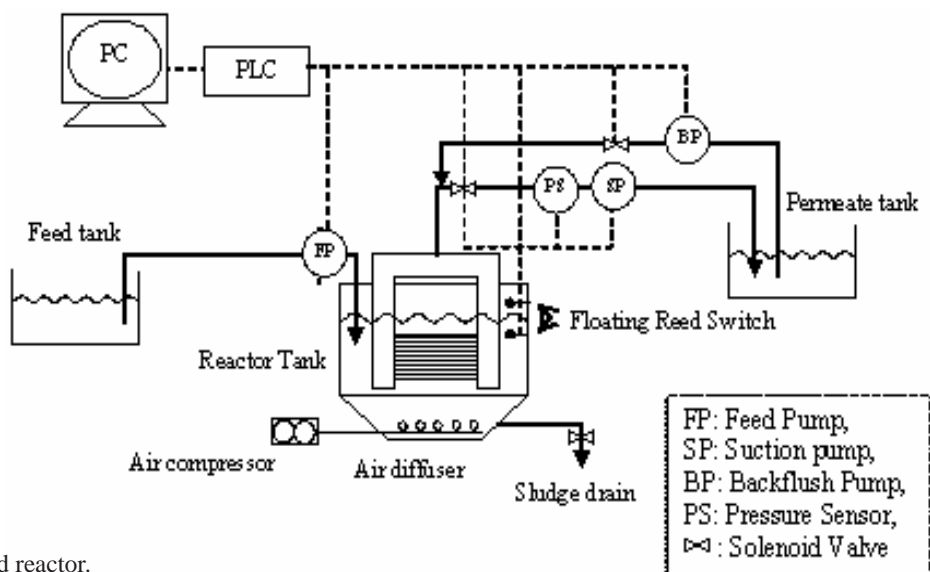 PC
PLC
BP
PS
SP
Permeate tank
Feed tank
FP
Floating Reed Switch
Reactor Tank
Air compressor
Air diffuser
Sludge drain
FP: Feed Pump,
SP: Suction pump,
BP: Backflush Pump,
PS: Pressure Sensor,
: Solenoid Valve
d reactor.